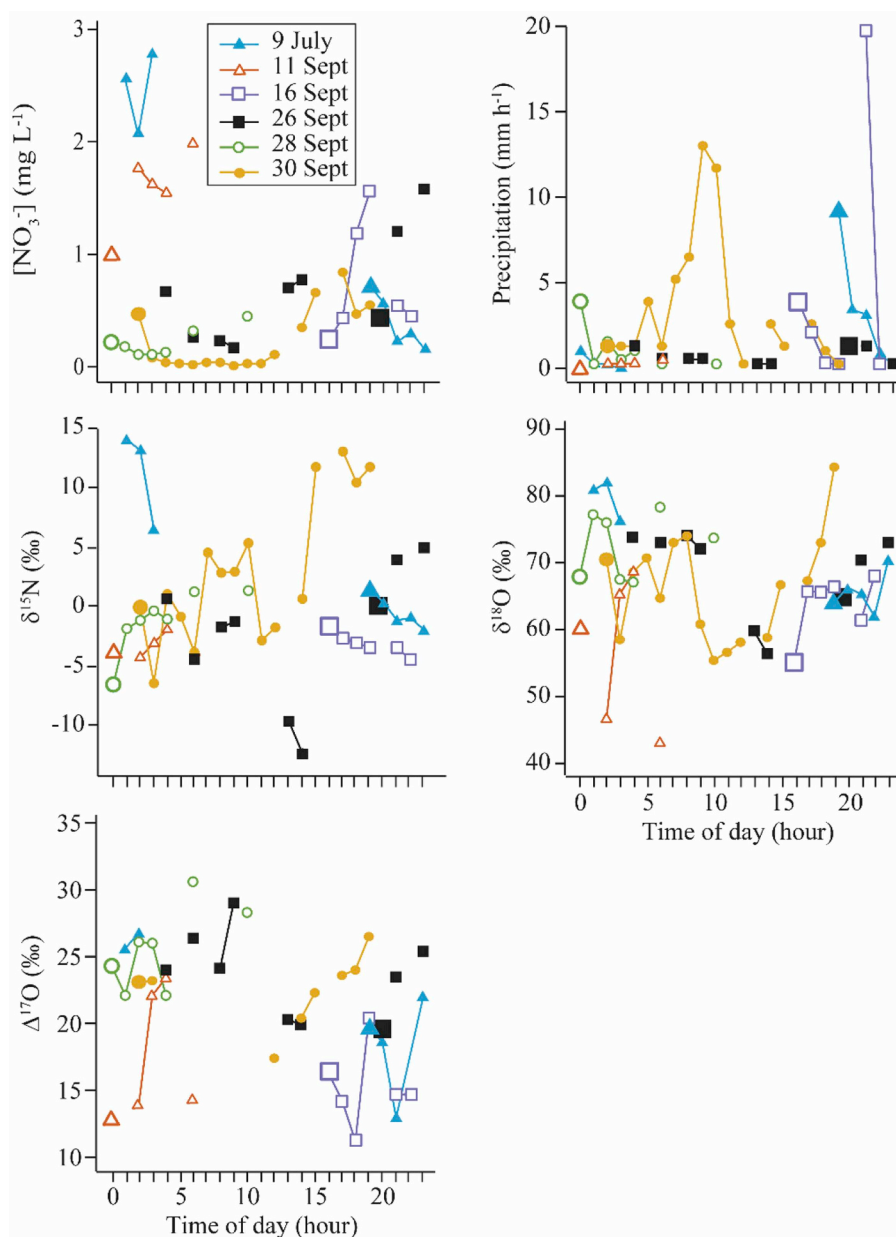 3
2
1
0
[NO₃⁻] (mg L⁻¹)
9 July
11 Sept
16 Sept
26 Sept
28 Sept
30 Sept
20
15
10
5
0
Precipitation (mm h⁻¹)
15
10
5
0
-5
-10
δ¹⁵N (‰)
90
80
70
60
50
40
δ¹⁸O (‰)
0 5 10 15 20
Time of day (hour)
35
30
25
20
15
10
Δ¹⁷O (‰)
0 5 10 15 20
Time of day (hour)